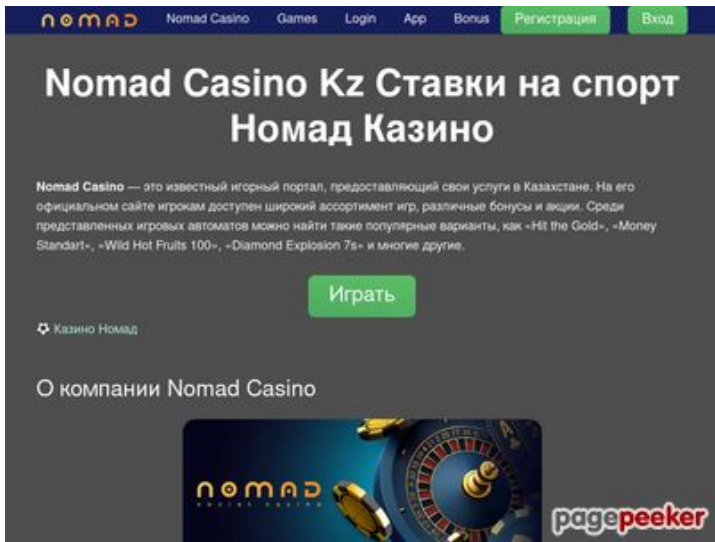 NOMAD Nomad Casino Games Login App Bonus Регистрация Вход
Nomad Casino Kz Ставки на спорт
Номад Казино
Nomad Casino — это известный игорный портал, предоставляющий свои услуги в Казахстане. На его
официальном сайте игрокам доступен широкий ассортимент игр, различные бонусы и акции. Среди
представленных игровых автоматов можно найти такие популярные варианты, как «Hit the Gold», «Money
Standart», «Wild Hot Fruits 100», «Diamond Explosion 7s» и многие другие.
Играть
Казино Номад
О компании Nomad Casino
NOMAD
social casino
pagepeeker